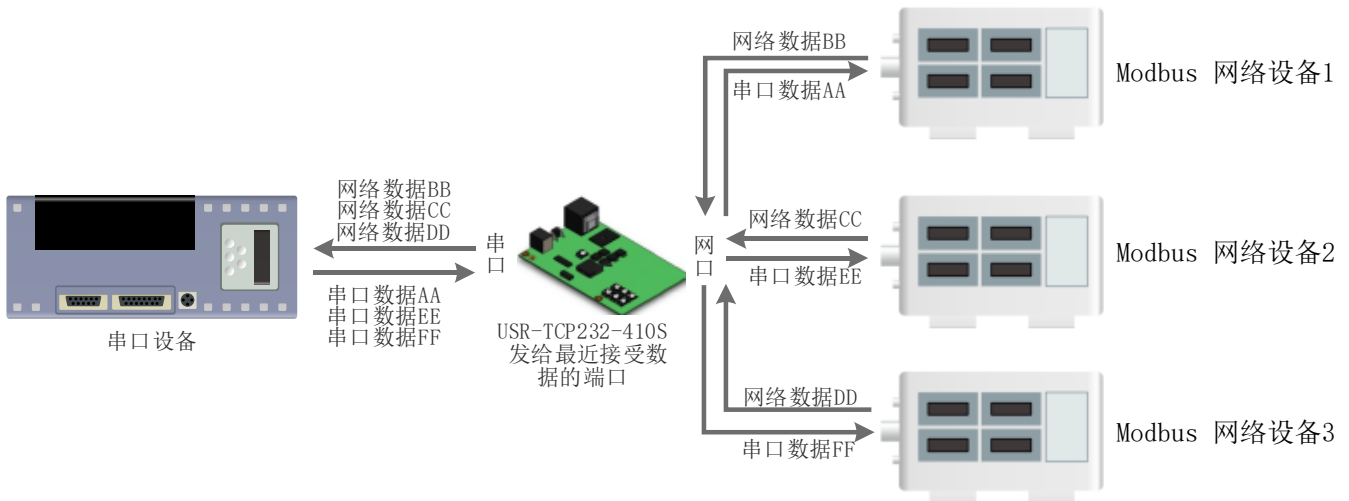 网络数据BB
串口数据AA
Modbus 网络设备1
网络数据BB
网络数据CC
网络数据DD
串口
网口
网络数据CC
串口数据EE
Modbus 网络设备2
串口数据AA
串口数据EE
串口数据FF
串口设备
USR-TCP232-410S
发给最近接受数
据的端口
网络数据DD
串口数据FF
Modbus 网络设备3